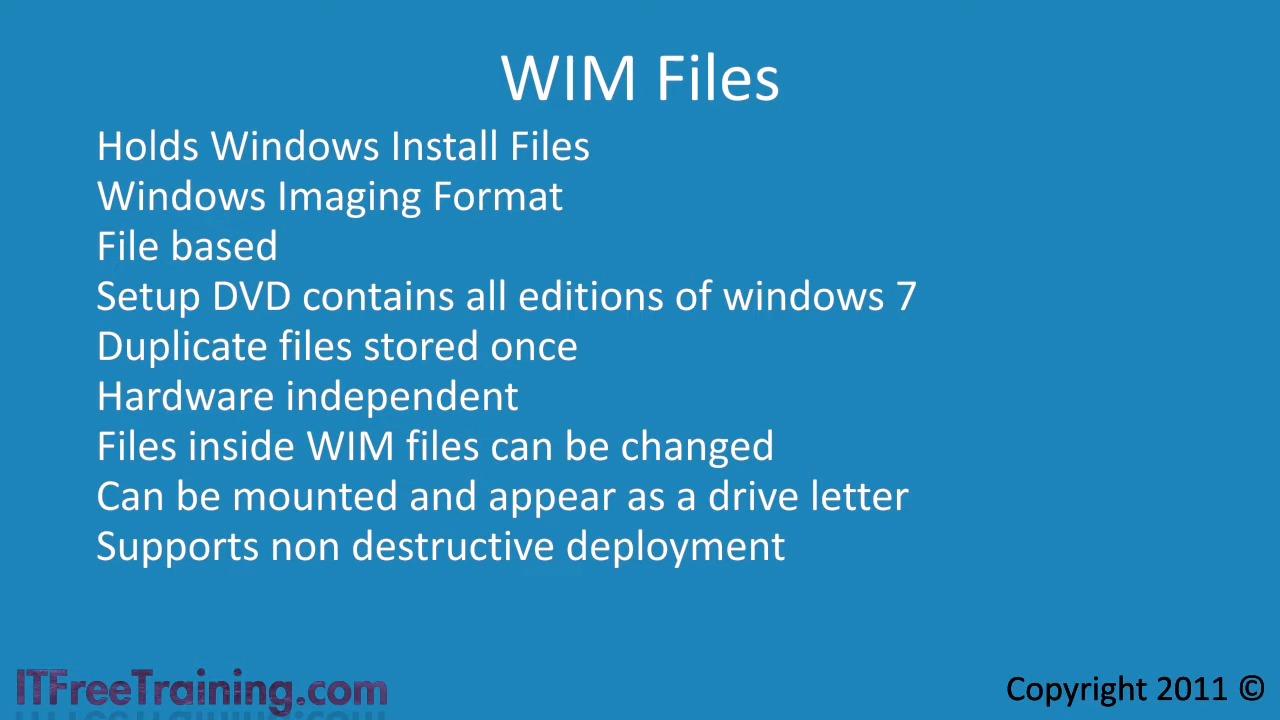 WIM Files
Holds Windows Install Files
Windows Imaging Format
File based
Setup DVD contains all editions of windows 7
Duplicate files stored once
Hardware independent
Files inside WIM files can be changed
Can be mounted and appear as a drive letter
Supports non destructive deployment
ITFreeTraining.com
Copyright 2011 ©